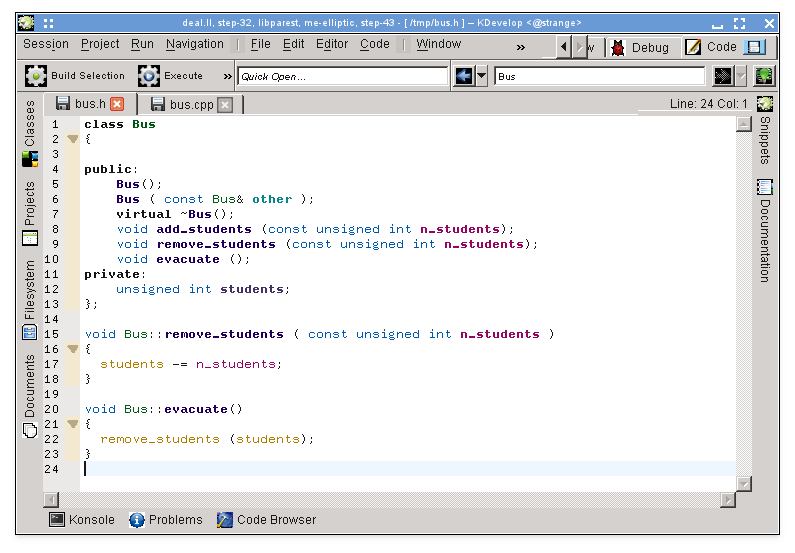 deal.II, step-32, libparest, me-elliptic, step-43 - [ /tmp/bus.h ] – KDevelop <@strange>
Session Project Run Navigation File Edit Editor Code Window » w Debug Code
Build Selection Execute » Quick Open... Bus
Classes
Projects
Filesystem
Documents
bus.h bus.cpp Line: 24 Col: 1
1 class Bus
2 {
3
4 public:
5 Bus();
6 Bus ( const Bus& other );
7 virtual ~Bus();
8 void add_students (const unsigned int n_students);
9 void remove_students (const unsigned int n_students);
10 void evacuate ();
11 private:
12 unsigned int students;
13 };
14
15 void Bus::remove_students ( const unsigned int n_students )
16 {
17 students -= n_students;
18 }
19
20 void Bus::evacuate()
21 {
22 remove_students (students);
23 }
24
Snippets
Documentation
Konsole Problems Code Browser